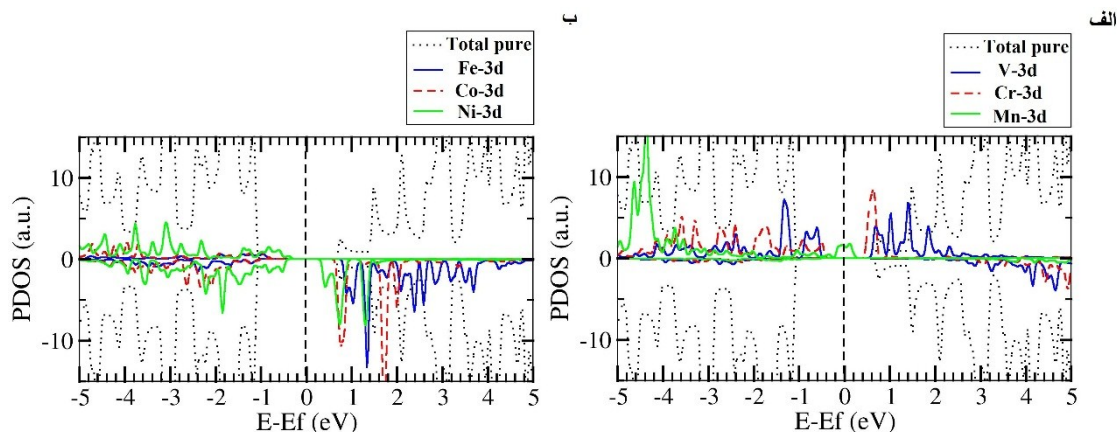 الف
Total pure
V-3d
Cr-3d
Mn-3d
10
0
-10
PDOS (a.u.)
-5 -4 -3 -2 -1 0 1 2 3 4 5
E-Ef (eV)
ب
Total pure
Fe-3d
Co-3d
Ni-3d
10
0
-10
PDOS (a.u.)
-5 -4 -3 -2 -1 0 1 2 3 4 5
E-Ef (eV)